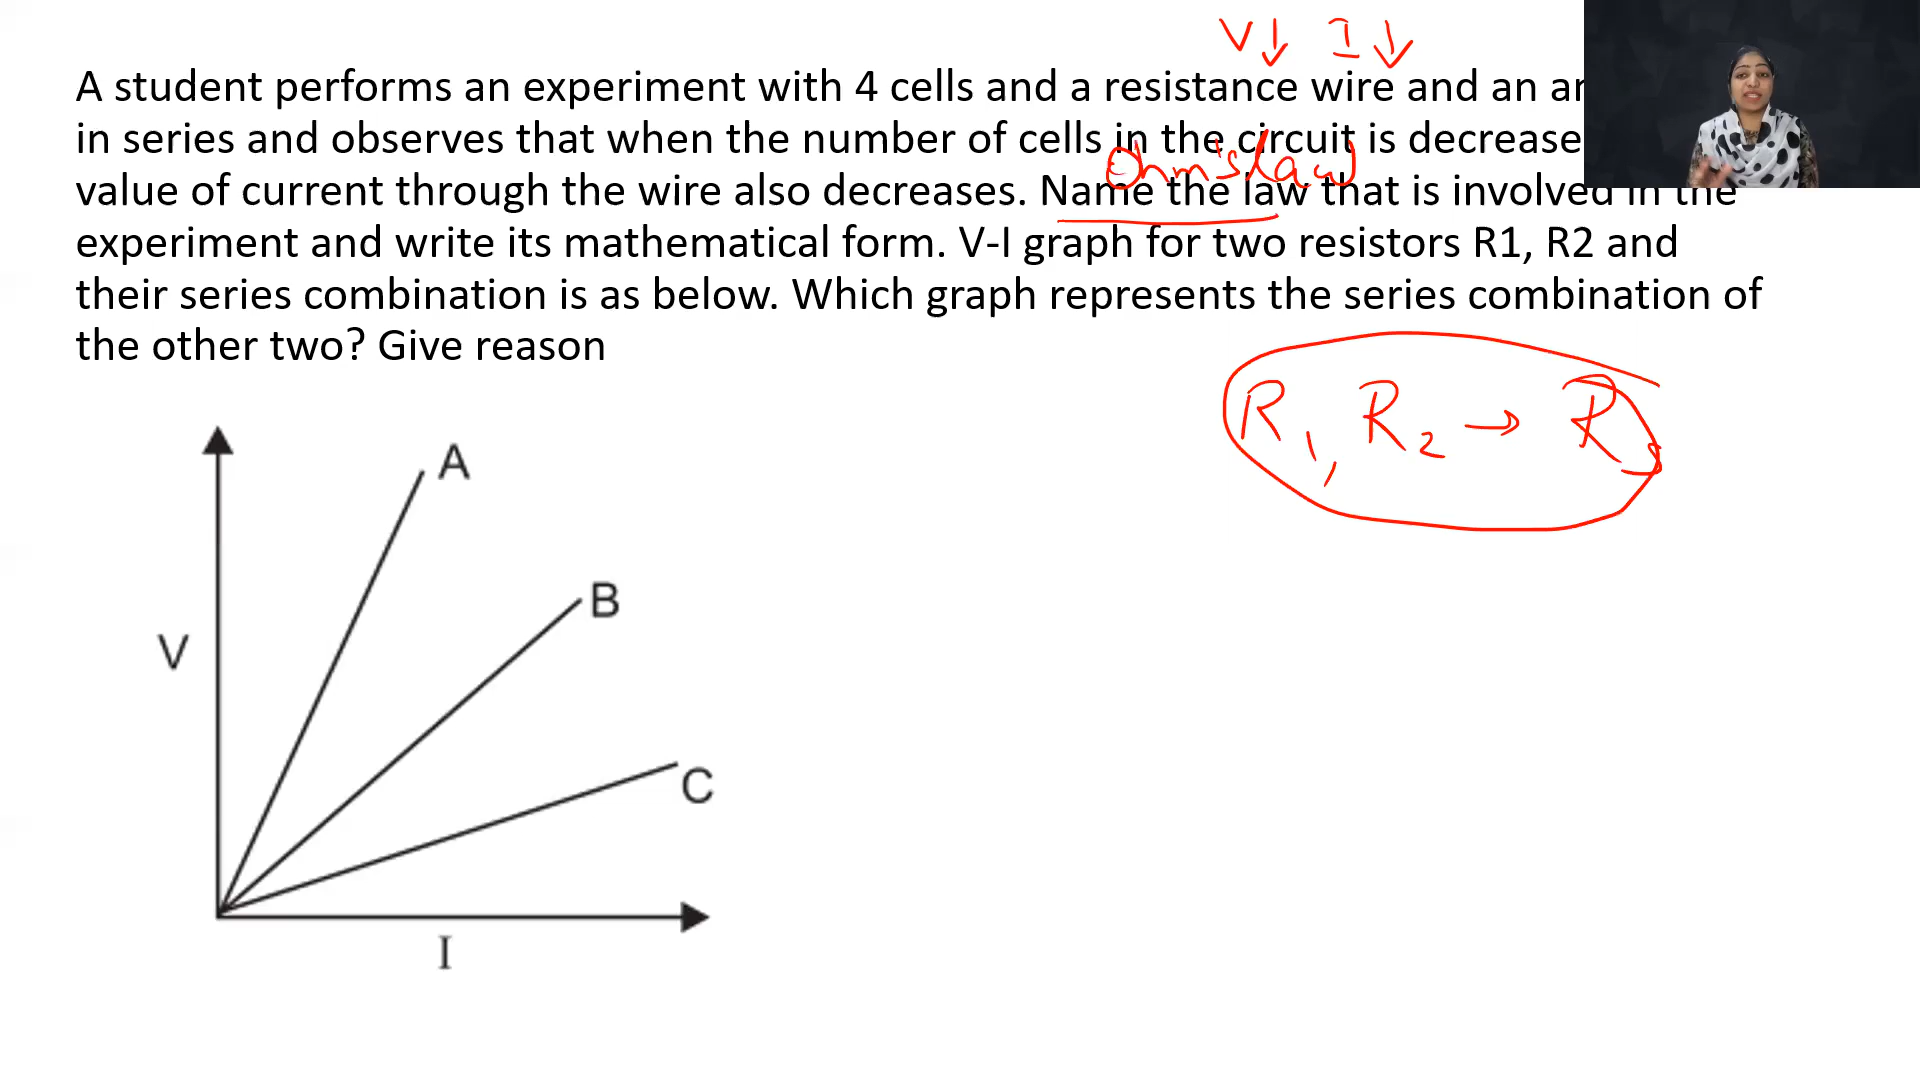 V↓ I↓
A student performs an experiment with 4 cells and a resistance wire and an
in series and observes that when the number of cells in the circuit is
Ohm's law
value of current through the wire also decreases. Name the law that is involved in the
experiment and write its mathematical form. V-I graph for two resistors R1, R2 and
their series combination is as below. Which graph represents the series combination of
the other two? Give reason
R1, R2 → Rs
A
B
V
C
I